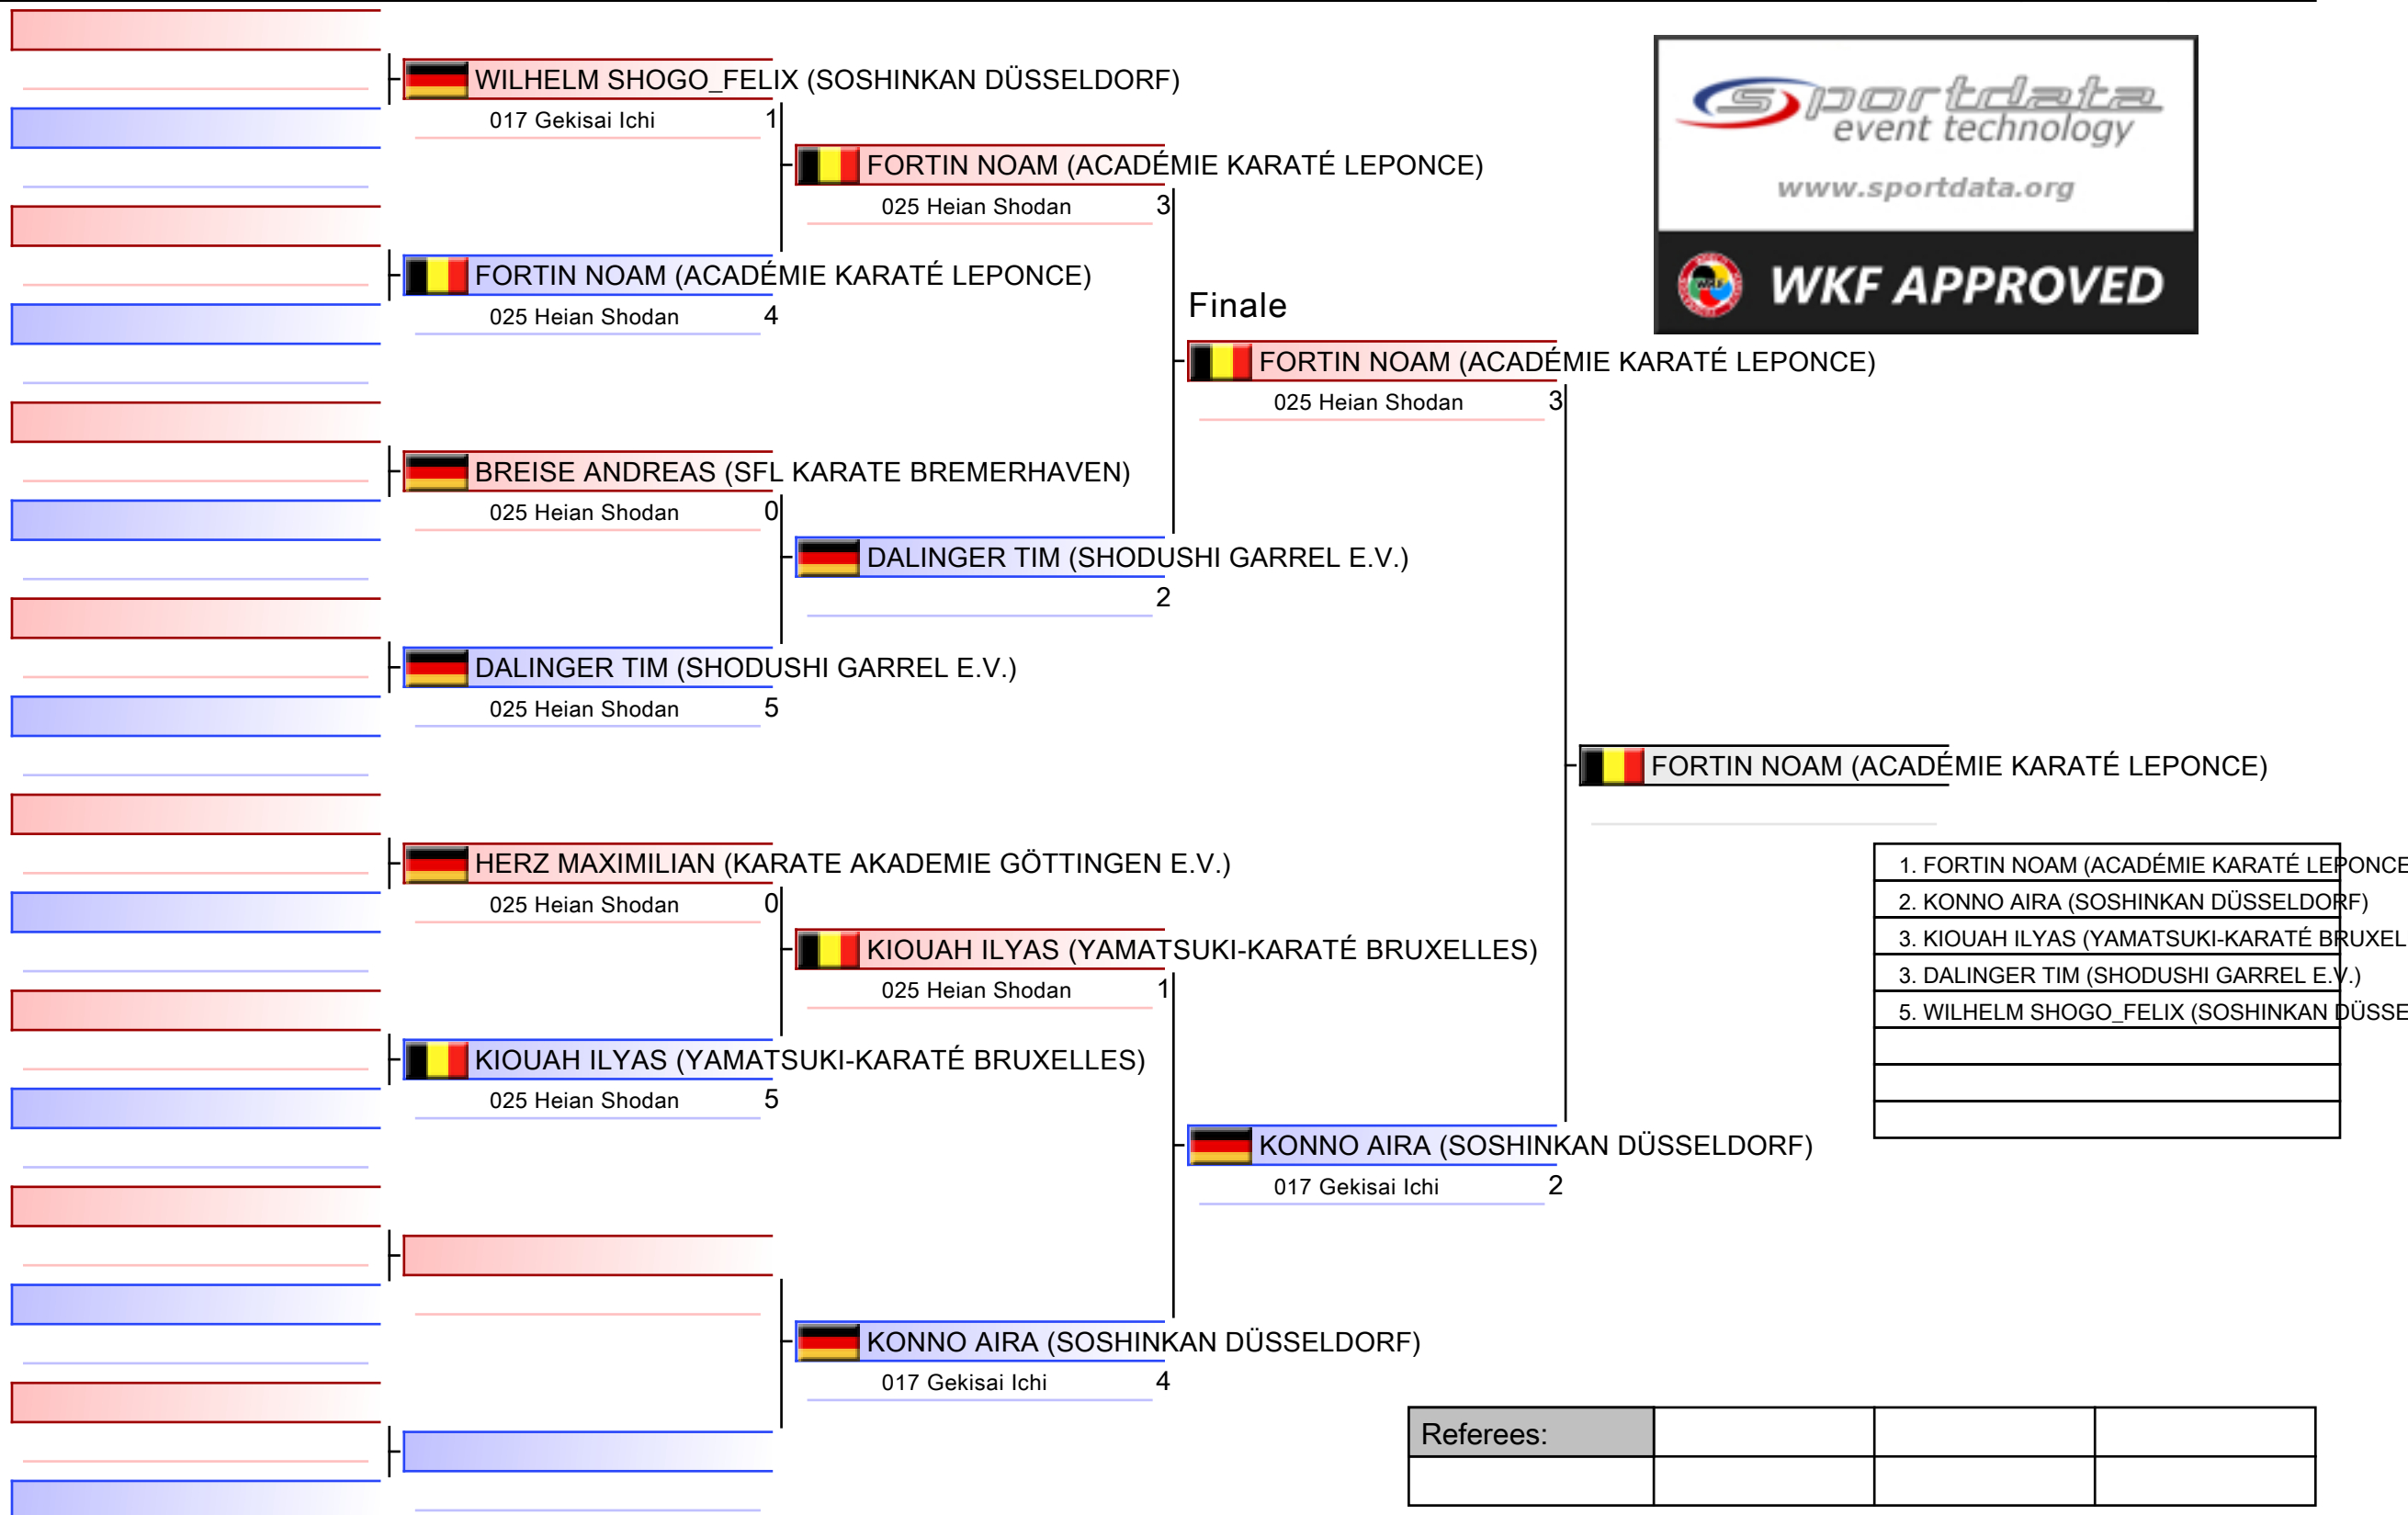 WILHELM SHOGO_FELIX (SOSHINKAN DÜSSELDORF)
017 Gekisai Ichi 1
FORTIN NOAM (ACADÉMIE KARATÉ LEPONCE)
025 Heian Shodan 4
BREISE ANDREAS (SFL KARATE BREMERHAVEN)
025 Heian Shodan 0
DALINGER TIM (SHODUSHI GARREL E.V.)
025 Heian Shodan 5
HERZ MAXIMILIAN (KARATE AKADEMIE GÖTTINGEN E.V.)
025 Heian Shodan 0
KIOUAH ILYAS (YAMATSUKI-KARATÉ BRUXELLES)
025 Heian Shodan 5
FORTIN NOAM (ACADÉMIE KARATÉ LEPONCE)
025 Heian Shodan 3
DALINGER TIM (SHODUSHI GARREL E.V.)
2
KIOUAH ILYAS (YAMATSUKI-KARATÉ BRUXELLES)
025 Heian Shodan 1
KONNO AIRA (SOSHINKAN DÜSSELDORF)
017 Gekisai Ichi 4
Finale
FORTIN NOAM (ACADÉMIE KARATÉ LEPONCE)
025 Heian Shodan 3
KONNO AIRA (SOSHINKAN DÜSSELDORF)
017 Gekisai Ichi 2
FORTIN NOAM (ACADÉMIE KARATÉ LEPONCE)
sportdata
event technology
www.sportdata.org
WKF APPROVED
1. FORTIN NOAM (ACADÉMIE KARATÉ LEPONCE
2. KONNO AIRA (SOSHINKAN DÜSSELDORF)
3. KIOUAH ILYAS (YAMATSUKI-KARATÉ BRUXEL
3. DALINGER TIM (SHODUSHI GARREL E.V.)
5. WILHELM SHOGO_FELIX (SOSHINKAN DÜSSE
Referees: